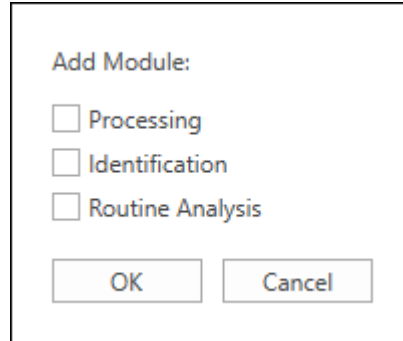 Add Module:
Processing
Identification
Routine Analysis
OK Cancel